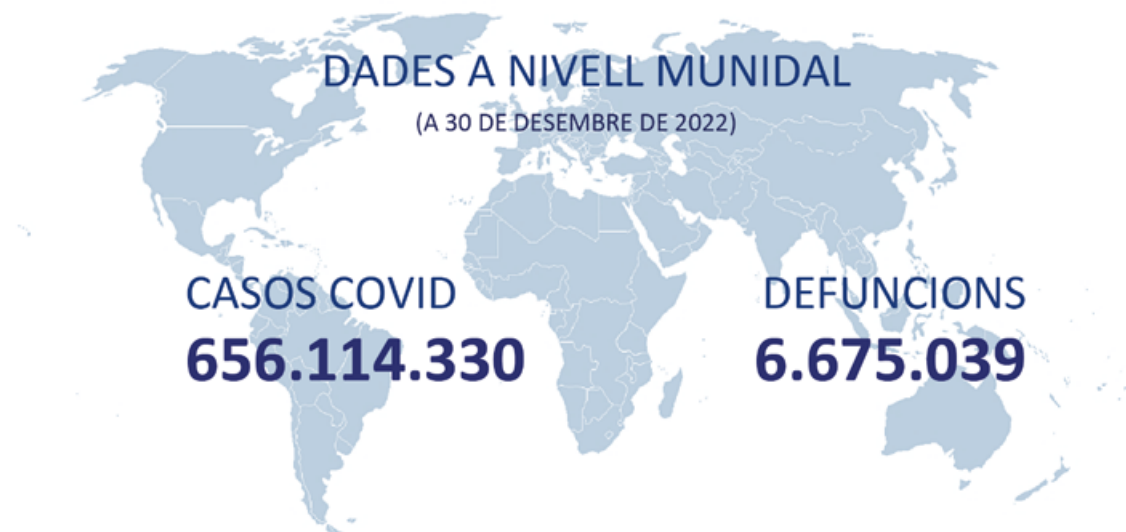 DADES A NIVELL MUNIDAL
(A 30 DE DESEMBRE DE 2022)
CASOS COVID
656.114.330
DEFUNCIONS
6.675.039